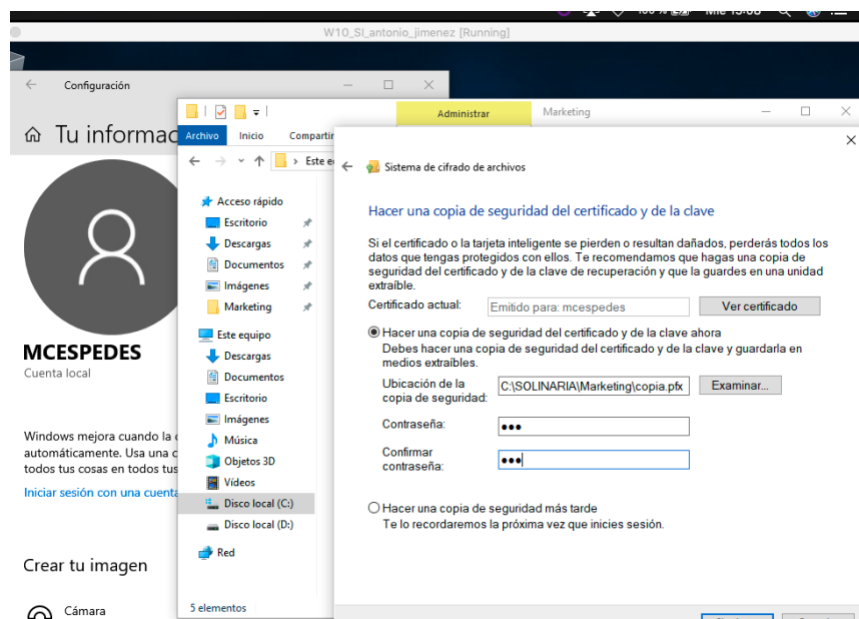 100 %
W10_SI_antonio_jimenez [Running]
Configuración
Tu informac
MCESPEDES
Cuenta local
Windows mejora cuando la
automáticamente. Usa una c
todos tus cosas en todos tus
Iniciar sesión con una cuenta
Crear tu imagen
Cámara
Administrar
Marketing
Archivo
Inicio
Compartir
Este e
Acceso rápido
Escritorio
Descargas
Documentos
Imágenes
Marketing
Este equipo
Descargas
Documentos
Escritorio
Imágenes
Música
Objetos 3D
Vídeos
Disco local (C:)
Disco local (D:)
Red
5 elementos
Sistema de cifrado de archivos
Hacer una copia de seguridad del certificado y de la clave
Si el certificado o la tarjeta inteligente se pierden o resultan dañados, perderás todos los
datos que tengas protegidos con ellos. Te recomendamos que hagas una copia de
seguridad del certificado y de la clave de recuperación y que la guardes en una unidad
extraíble.
Certificado actual:
Emitido para: mcespedes
Ver certificado
Hacer una copia de seguridad del certificado y de la clave ahora
Debes hacer una copia de seguridad del certificado y de la clave y guardarla en
medios extraíbles.
Ubicación de la
copia de seguridad:
C:\SOLINARIA\Marketing\copia.pfx
Examinar...
Contraseña:
Confirmar
contraseña:
Hacer una copia de seguridad más tarde
Te lo recordaremos la próxima vez que inicies sesión.